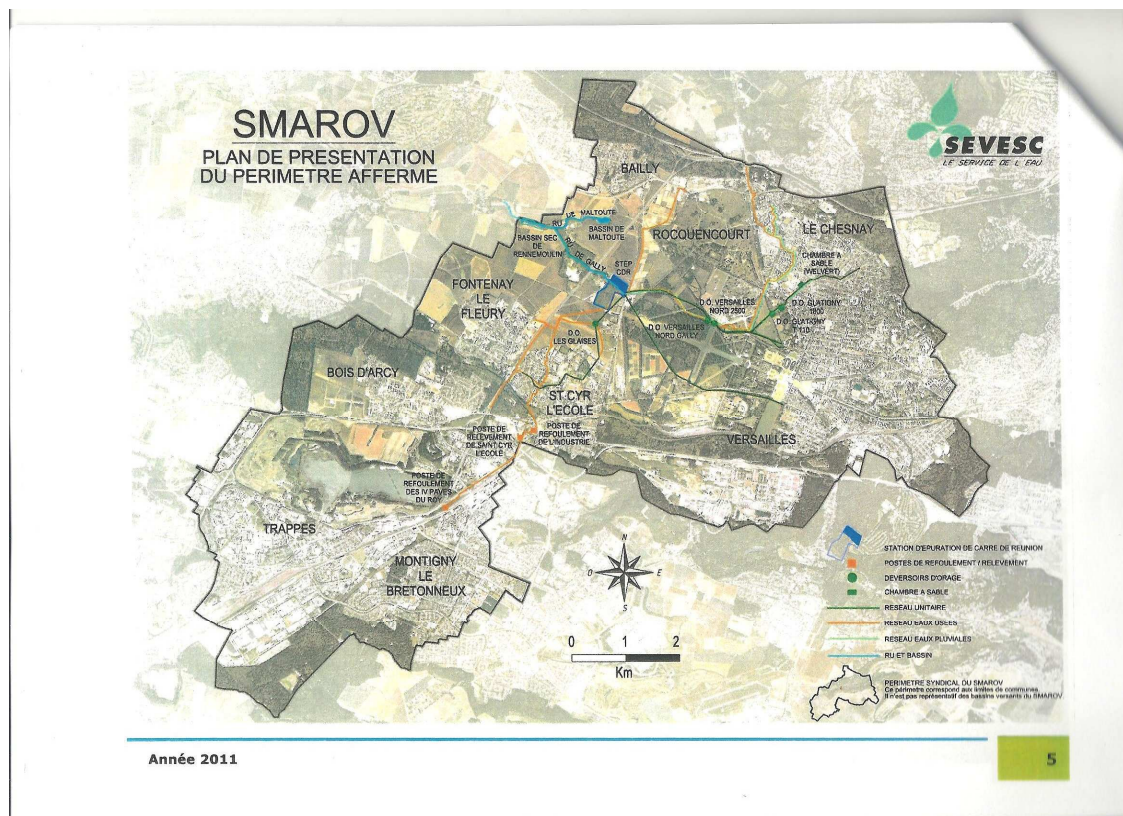 SMAROV
PLAN DE PRESENTATION
DU PERIMETRE AFFERME
SEVESC
LE SERVICE DE L'EAU
BAILLY
RU DE MALTOUTE
BASSIN DE
MALTOUTE
ROCQUENCOURT
LE CHESNAY
BASSIN SEC
DE
RENNEMOULIN
RU DE GALLY
STEP
CDR
CHAMBRE A
SABLE
(WELVERT)
FONTENAY
LE
FLEURY
D.O. VERSAILLES
NORD 2500
D.O. GLATIGNY
1800
D.O. GLATIGNY
T 110
D.O. VERSAILLES
NORD GALLY
D.O.
LES GLAISES
BOIS D'ARCY
ST CYR
L'ECOLE
POSTE DE
RELEVEMENT
DE SAINT CYR
L'ECOLE
POSTE DE
REFOULEMENT
DE L'INDUSTRIE
VERSAILLES
POSTE DE
REFOULEMENT
DES IV PAVES
DU ROY
TRAPPES
MONTIGNY
LE
BRETONNEUX
N
O
E
S
0 1 2
Km
STATION D'EPURATION DE CARRE DE REUNION
POSTES DE REFOULEMENT / RELEVEMENT
DEVERSOIRS D'ORAGE
CHAMBRE A SABLE
RESEAU UNITAIRE
RESEAU EAUX USÉES
RESEAU EAUX PLUVIALES
RU ET BASSIN
PERIMETRE SYNDICAL DU SMAROV
Ce périmètre correspond aux limites de communes.
Il n'est pas représentatif des bassins versants du SMAROV
Année 2011
5